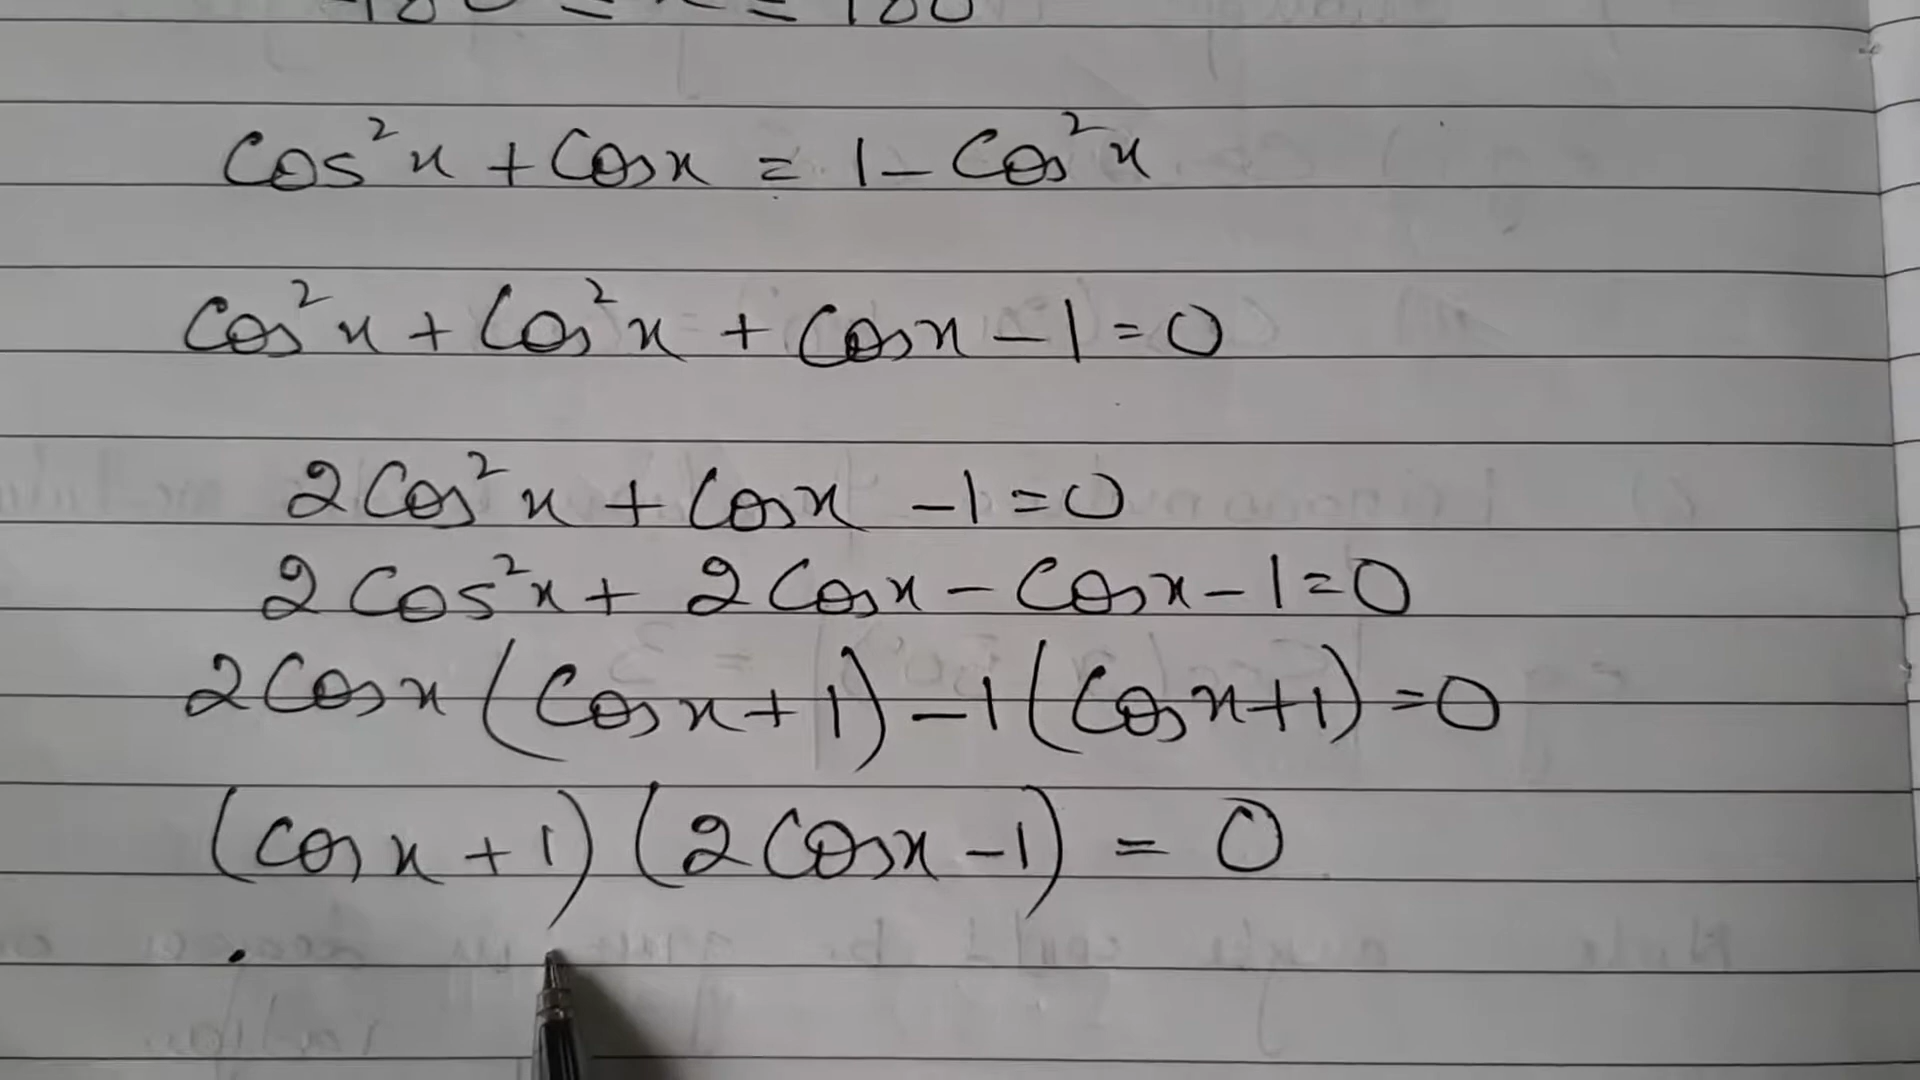 cos²x + cosx = 1 - cos²x
cos²x + cos²x + cosx - 1 = 0
2cos²x + cosx - 1 = 0
2cos²x + 2cosx - cosx - 1 = 0
2cosx(cosx + 1) - 1(cosx + 1) = 0
(cosx + 1)(2cosx - 1) = 0